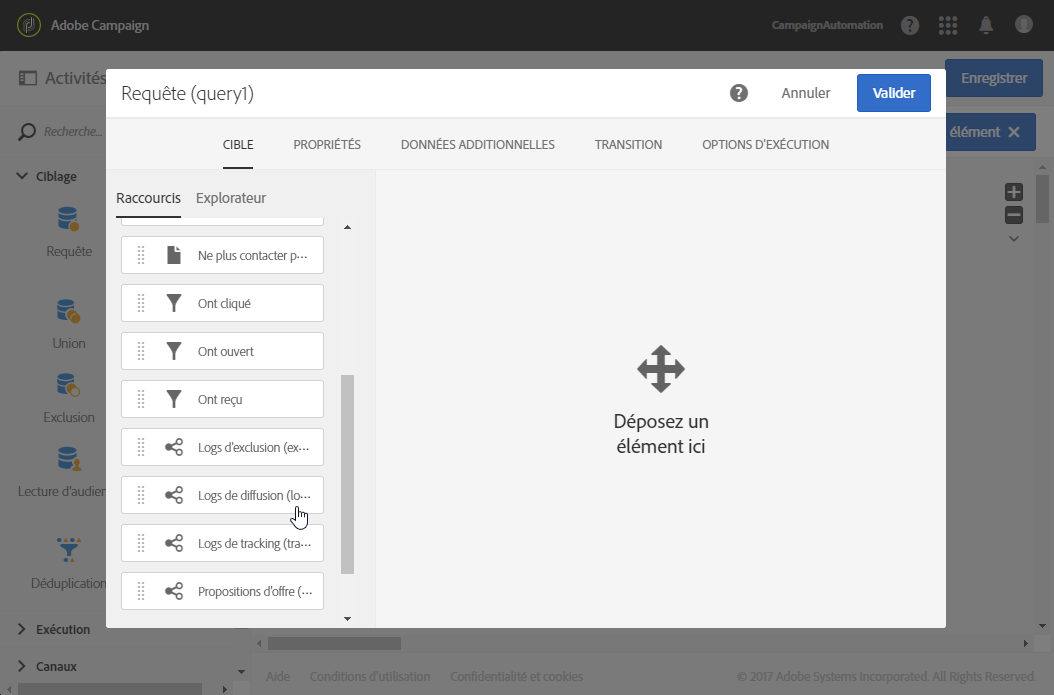 Adobe Campaign
CampaignAutomation
Activités
Enregistrer
Recherche...
élément
Ciblage
Requête
Union
Exclusion
Lecture d'audien
Déduplication
Exécution
Canaux
Requête (query1)
Annuler
Valider
CIBLE
PROPRIÉTÉS
DONNÉES ADDITIONNELLES
TRANSITION
OPTIONS D'EXÉCUTION
Raccourcis
Explorateur
Ne plus contacter p...
Ont cliqué
Ont ouvert
Ont reçu
Logs d'exclusion (ex...
Logs de diffusion (lo...
Logs de tracking (tra...
Propositions d'offre (...
Déposez un
élément ici
Aide
Conditions d'utilisation
Confidentialité et cookies
© 2017 Adobe Systems Incorporated. All Rights Reserved.